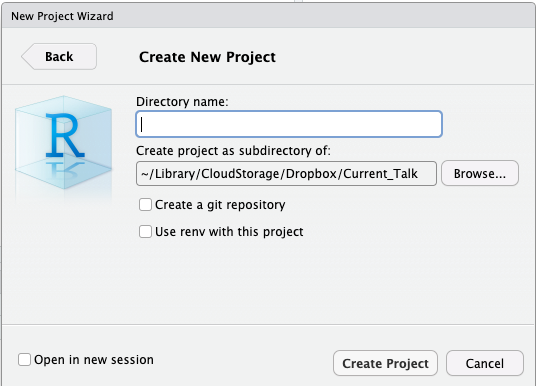 New Project Wizard
Back
Create New Project
R
Directory name:
Create project as subdirectory of:
~/Library/CloudStorage/Dropbox/Current_Talk
Browse...
Create a git repository
Use renv with this project
Open in new session
Create Project
Cancel